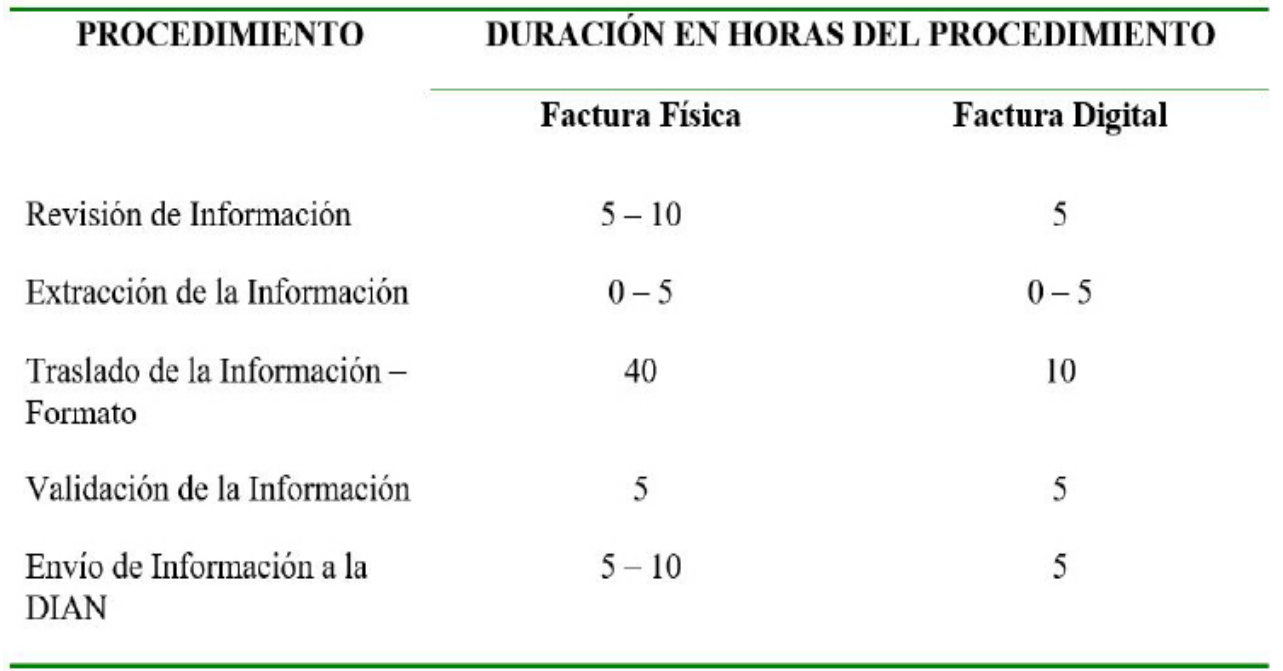 PROCEDIMIENTO DURACIÓN EN HORAS DEL PROCEDIMIENTO
Factura Física Factura Digital
Revisión de Información 5 – 10 5
Extracción de la Información 0 – 5 0 – 5
Traslado de la Información – 40 10
Formato
Validación de la Información 5 5
Envío de Información a la 5 – 10 5
DIAN